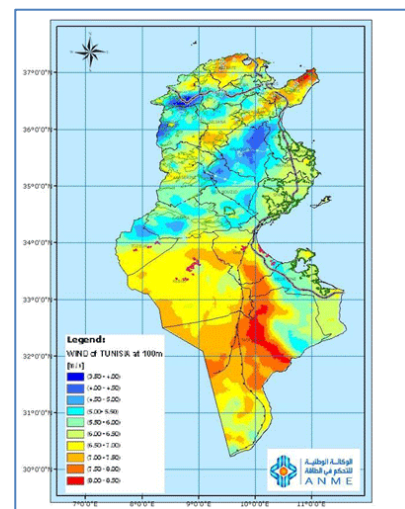 37°0'0"N
36°0'0"N
35°0'0"N
34°0'0"N
33°0'0"N
32°0'0"N
31°0'0"N
30°0'0"N
Legend:
WIND of TUNISIA at 100m
[m/s]
(3.50 - 4.00)
(4.00 - 4.50)
(4.50 - 5.00)
(5.00 - 5.50)
(5.50 - 6.00)
(6.00 - 6.50)
(6.50 - 7.00)
(7.00 - 7.50)
(7.50 - 8.00)
(8.00 - 8.50)
الوكالة الوطنية
للتحكم في الطاقة
ANME
7°0'0"E 8°0'0"E 9°0'0"E 10°0'0"E 11°0'0"E